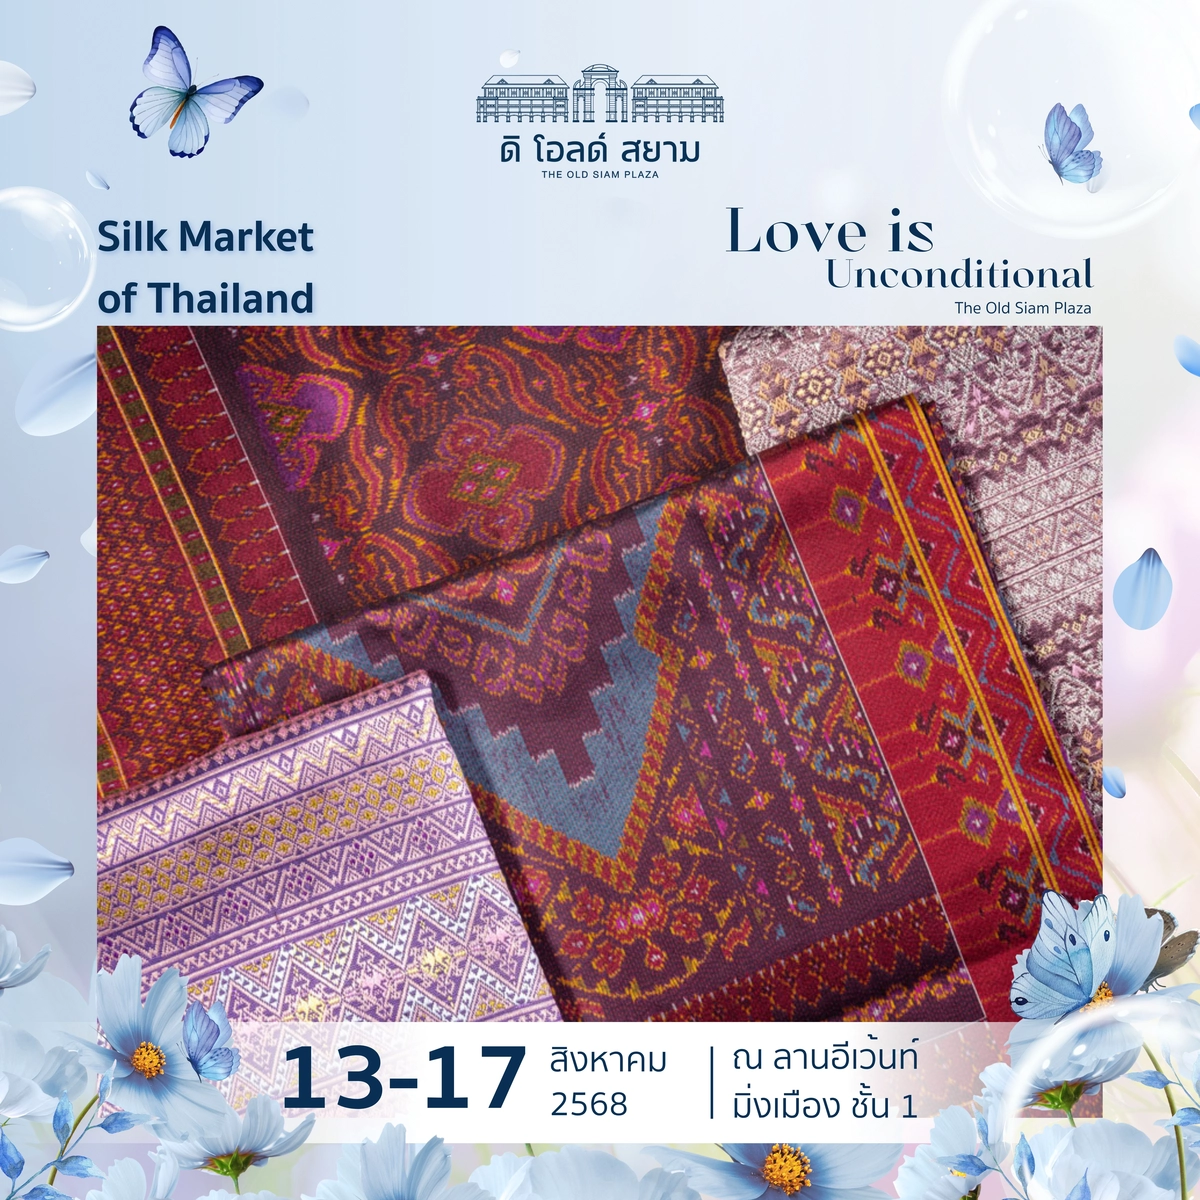 ดิ โอลด์ สยาม
THE OLD SIAM PLAZA
Silk Market
of Thailand
Love is
Unconditional
The Old Siam Plaza
13-17
สิงหาคม
2568
ณ ลานอีเว้นท์
มิ่งเมือง ชั้น 1